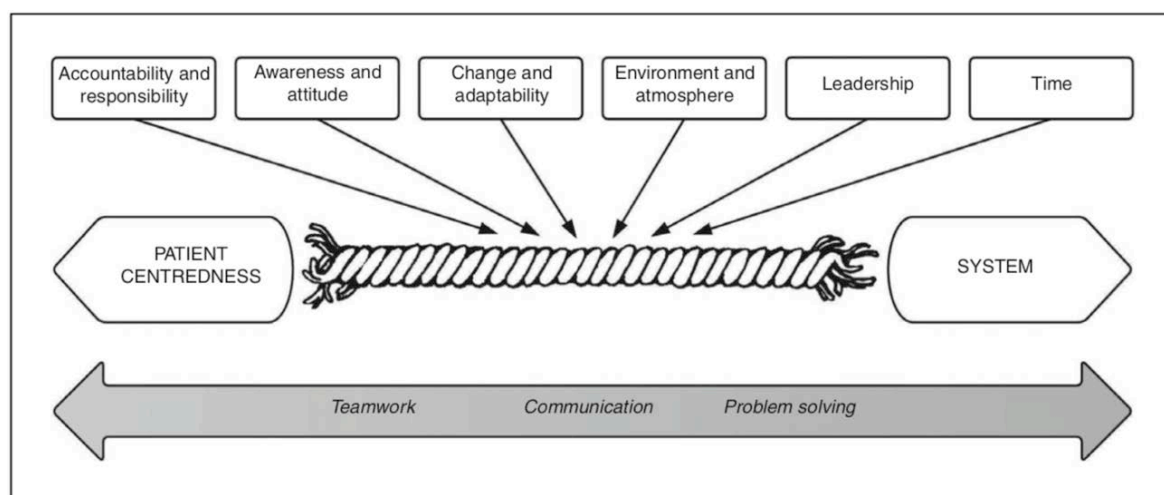 Accountability and
responsibility
Awareness and
attitude
Change and
adaptability
Environment and
atmosphere
Leadership
Time
PATIENT
CENTREDNESS
SYSTEM
Teamwork
Communication
Problem solving